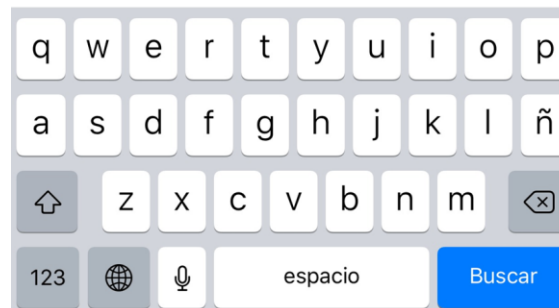 q w e r t y u i o p
a s d f g h j k l ñ
z x c v b n m
123 espacio Buscar